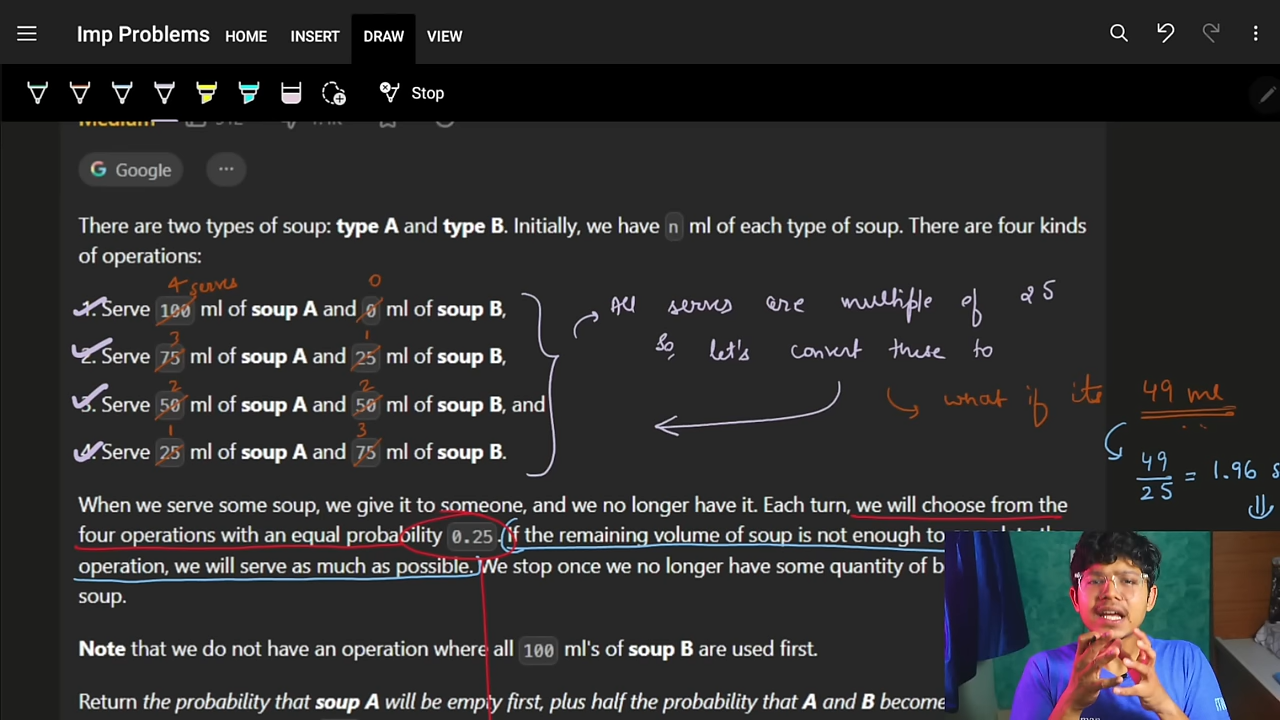 Imp Problems HOME INSERT DRAW VIEW
Stop
Medium
Google ...
There are two types of soup: type A and type B. Initially, we have n ml of each type of soup. There are four kinds
of operations:
4 serves 0
1. Serve 100 ml of soup A and 0 ml of soup B,
3 1
2. Serve 75 ml of soup A and 25 ml of soup B,
2 2
3. Serve 50 ml of soup A and 50 ml of soup B, and
1 3
4. Serve 25 ml of soup A and 75 ml of soup B.
All serves are multiple of 25
So, let's convert these to
what if its 49 ml
49
25 = 1.96 s
When we serve some soup, we give it to someone, and we no longer have it. Each turn, we will choose from the
four operations with an equal probability 0.25. If the remaining volume of soup is not enough to
operation, we will serve as much as possible. We stop once we no longer have some quantity of b
soup.
Note that we do not have an operation where all 100 ml's of soup B are used first.
Return the probability that soup A will be empty first, plus half the probability that A and B become